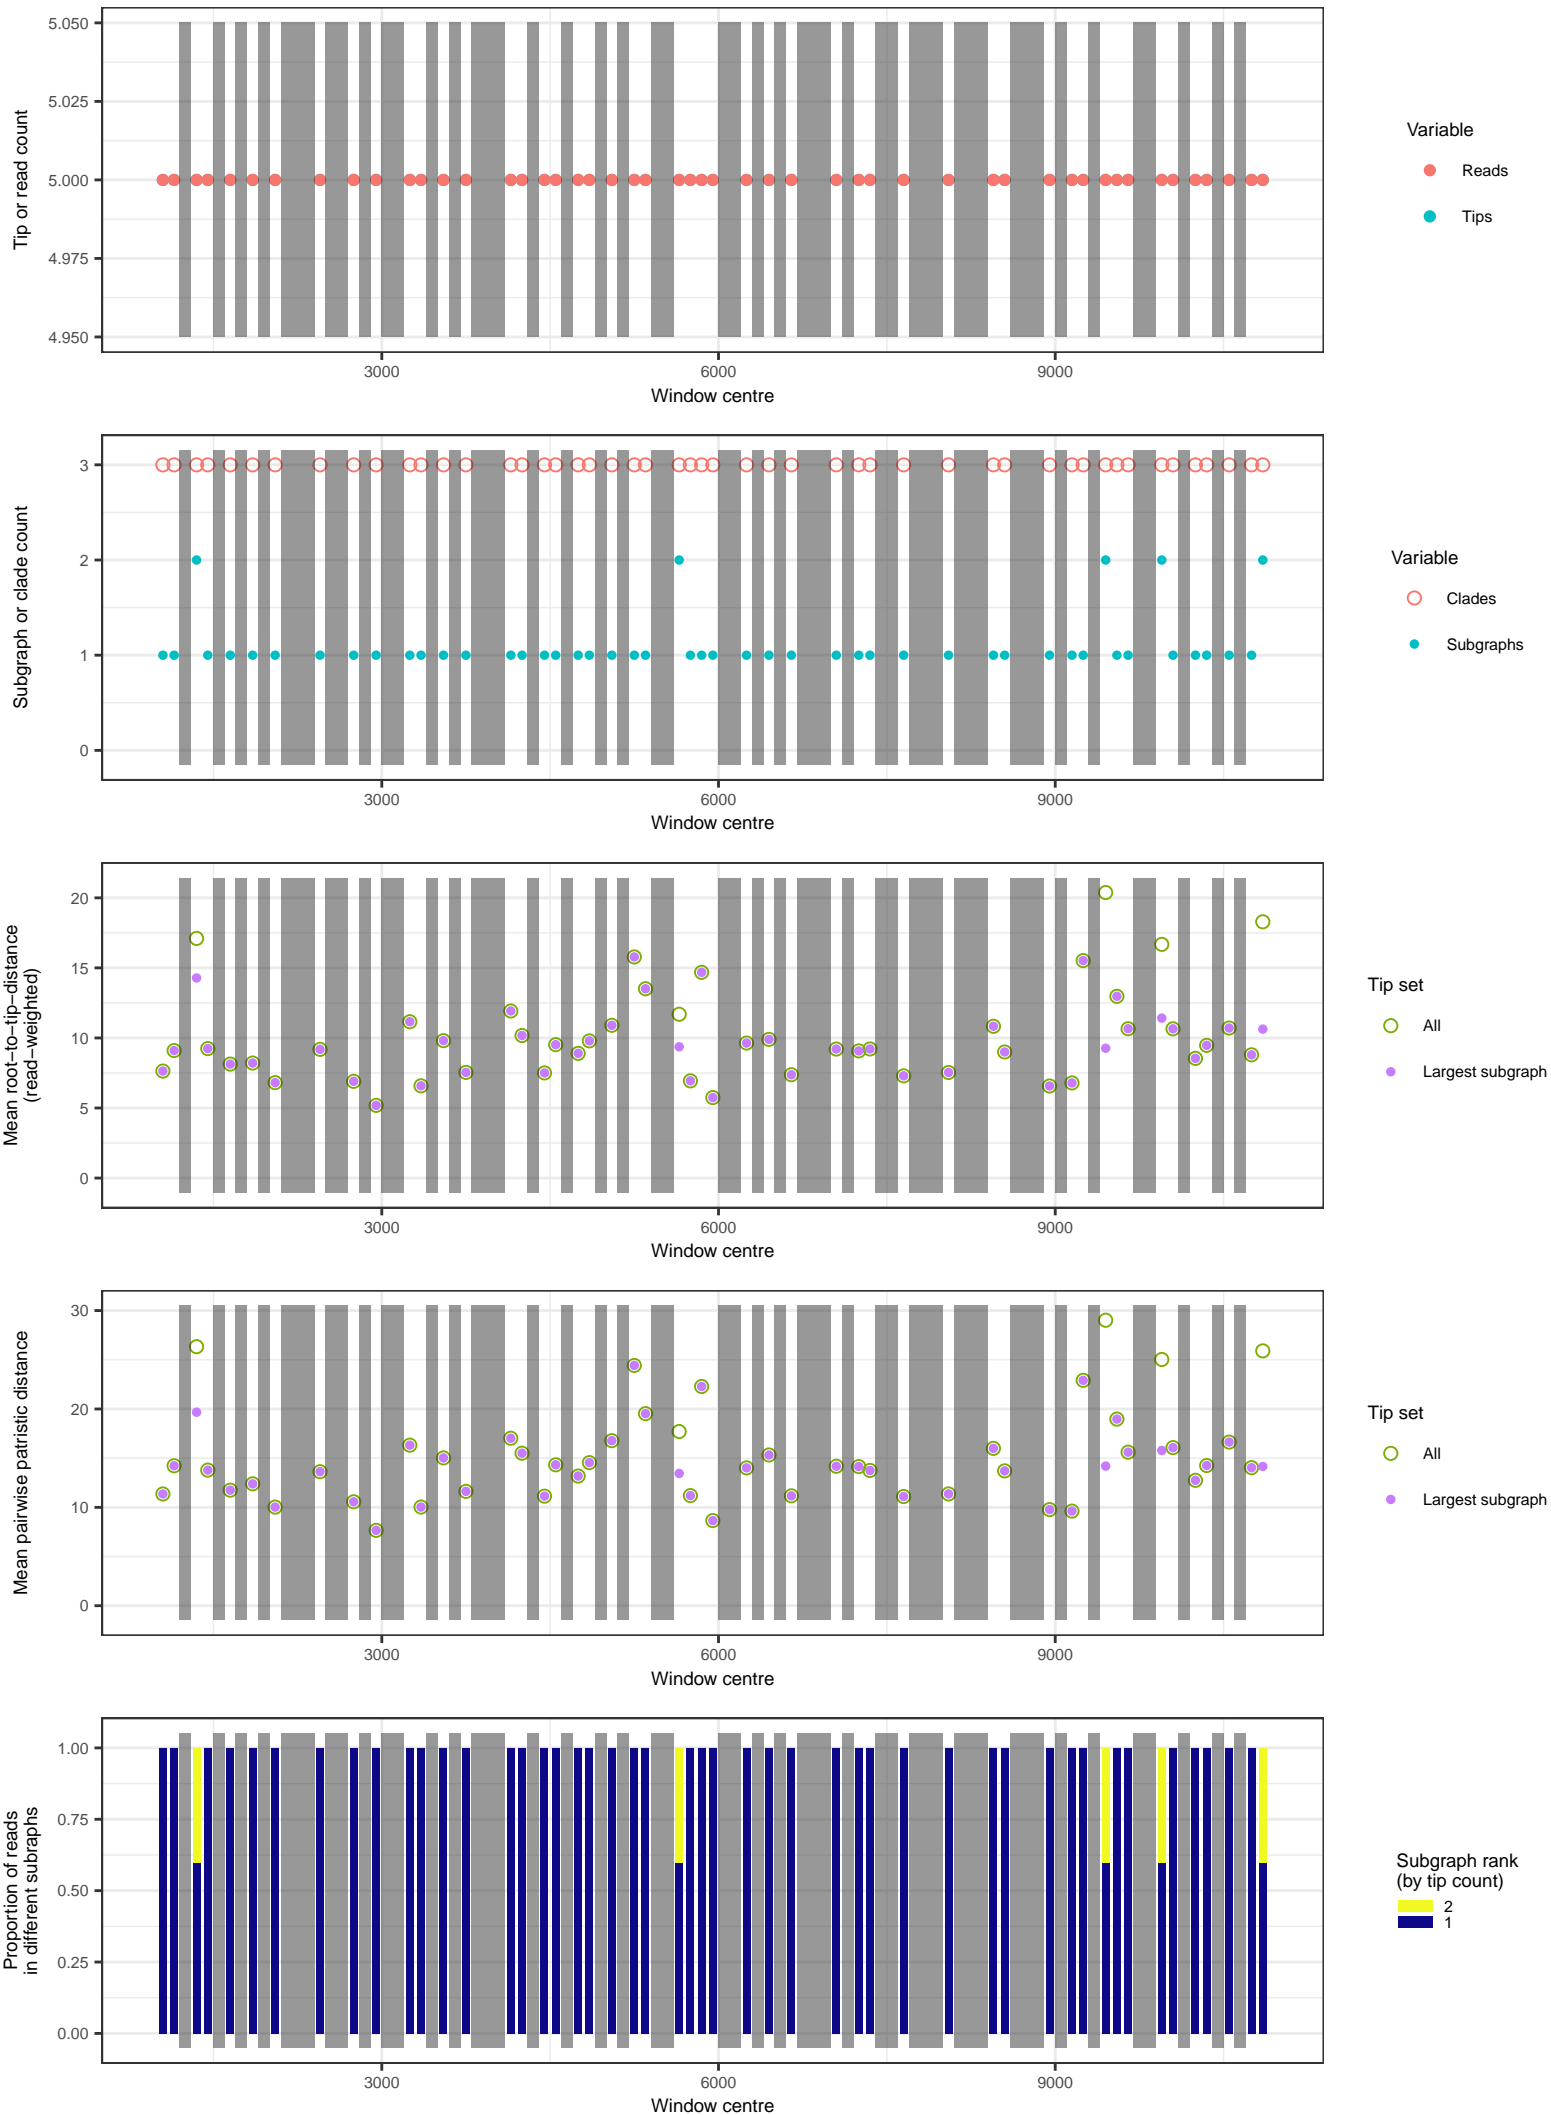 5.050
5.025
5.000
4.975
4.950
Tip or read count
3000
6000
9000
Window centre
Variable
Reads
Tips
3
2
1
0
Subgraph or clade count
3000
6000
9000
Window centre
Variable
Clades
Subgraphs
20
15
10
5
0
Mean root−to−tip−distance
(read−weighted)
3000
6000
9000
Window centre
Tip set
All
Largest subgraph
30
20
10
0
Mean pairwise patristic distance
3000
6000
9000
Window centre
Tip set
All
Largest subgraph
1.00
0.75
0.50
0.25
0.00
Proportion of reads
in different subraphs
3000
6000
9000
Window centre
Subgraph rank
(by tip count)
2
1